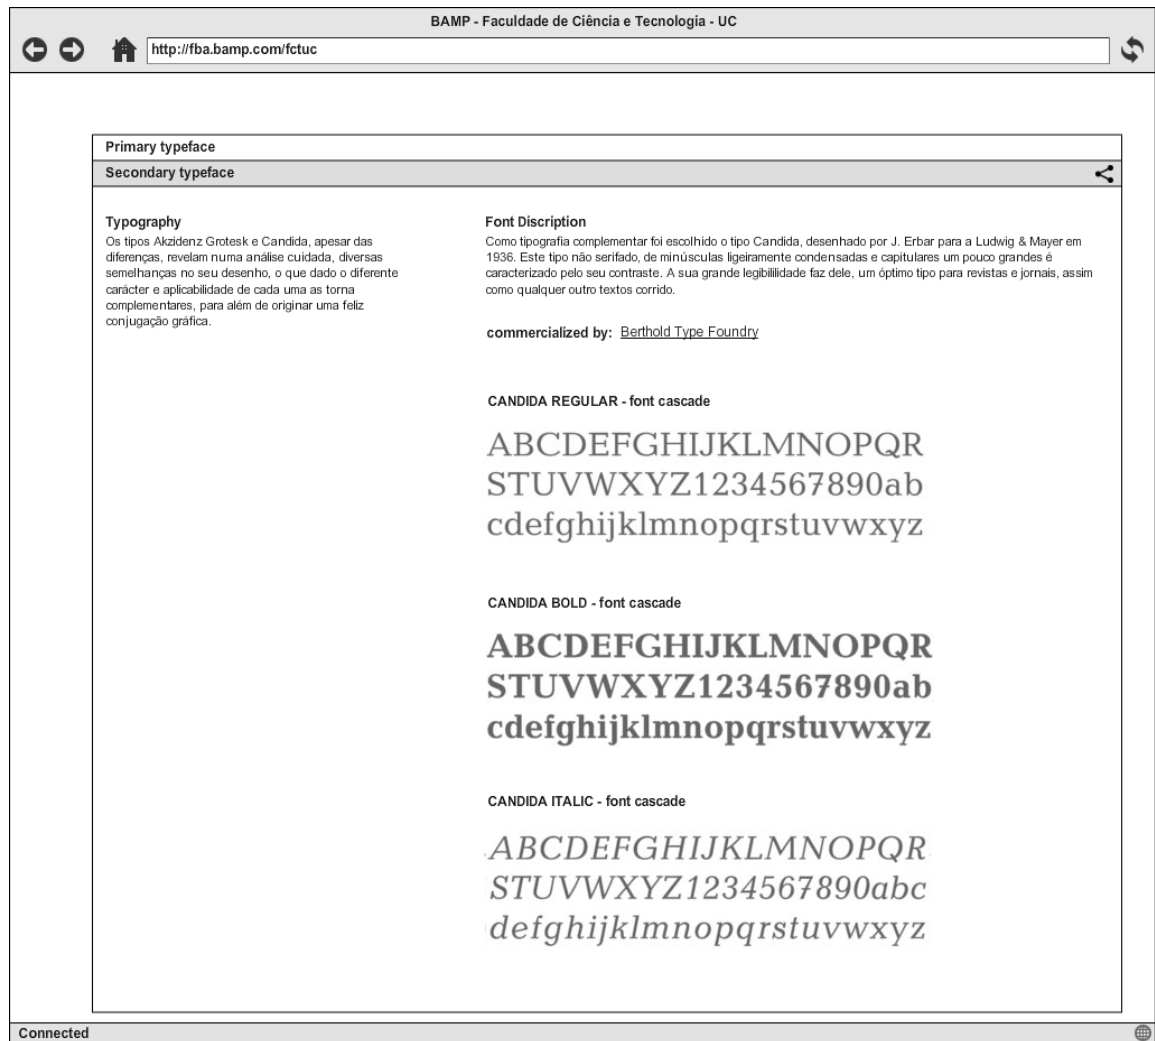 BAMP - Faculdade de Ciência e Tecnologia - UC
http://fba.bamp.com/fctuc
Primary typeface
Secondary typeface
Typography
Os tipos Akzidenz Grotesk e Candida, apesar das
diferenças, revelam numa análise cuidada, diversas
semelhanças no seu desenho, o que dado o diferente
carácter e aplicabilidade de cada uma as torna
complementares, para além de originar uma feliz
conjugação gráfica.
Font Discription
Como tipografia complementar foi escolhido o tipo Candida, desenhado por J. Erbar para a Ludwig & Mayer em
1936. Este tipo não serifado, de minúsculas ligeiramente condensadas e capitulares um pouco grandes é
caracterizado pelo seu contraste. A sua grande legibililidade faz dele, um óptimo tipo para revistas e jornais, assim
como qualquer outro textos corrido.
commercialized by: Berthold Type Foundry
CANDIDA REGULAR - font cascade
ABCDEFGHIJKLMNOPQR
STUVWXYZ1234567890ab
cdefghijklmnopqrstuvwxyz
CANDIDA BOLD - font cascade
ABCDEFGHIJKLMNOPQR
STUVWXYZ1234567890ab
cdefghijklmnopqrstuvwxyz
CANDIDA ITALIC - font cascade
ABCDEFGHIJKLMNOPQR
STUVWXYZ1234567890abc
defghijklmnopqrstuvwxyz
Connected